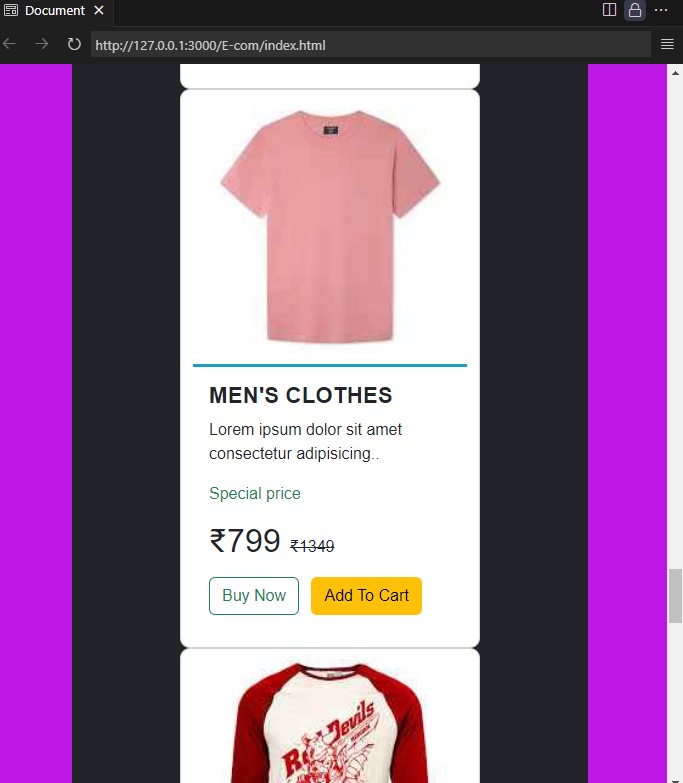 Document
http://127.0.0.1:3000/E-com/index.html
MEN'S CLOTHES
Lorem ipsum dolor sit amet
consectetur adipisicing..
Special price
₹799 ₹1349
Buy Now Add To Cart
Red Devils